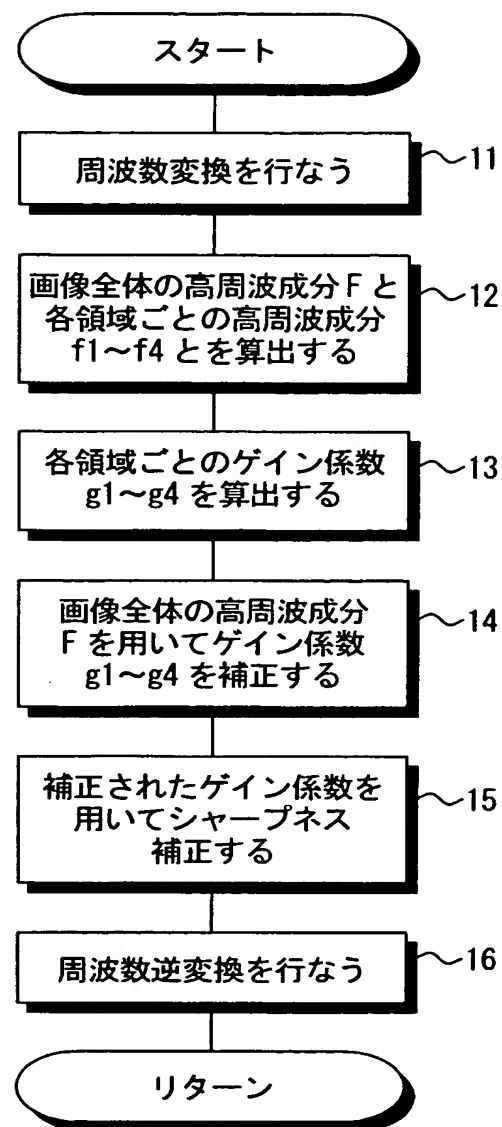 スタート
周波数変換を行なう
11
画像全体の高周波成分Fと
各領域ごとの高周波成分
f1〜f4とを算出する
12
各領域ごとのゲイン係数
g1〜g4を算出する
13
画像全体の高周波成分
Fを用いてゲイン係数
g1〜g4を補正する
14
補正されたゲイン係数を
用いてシャープネス
補正する
15
周波数逆変換を行なう
16
リターン